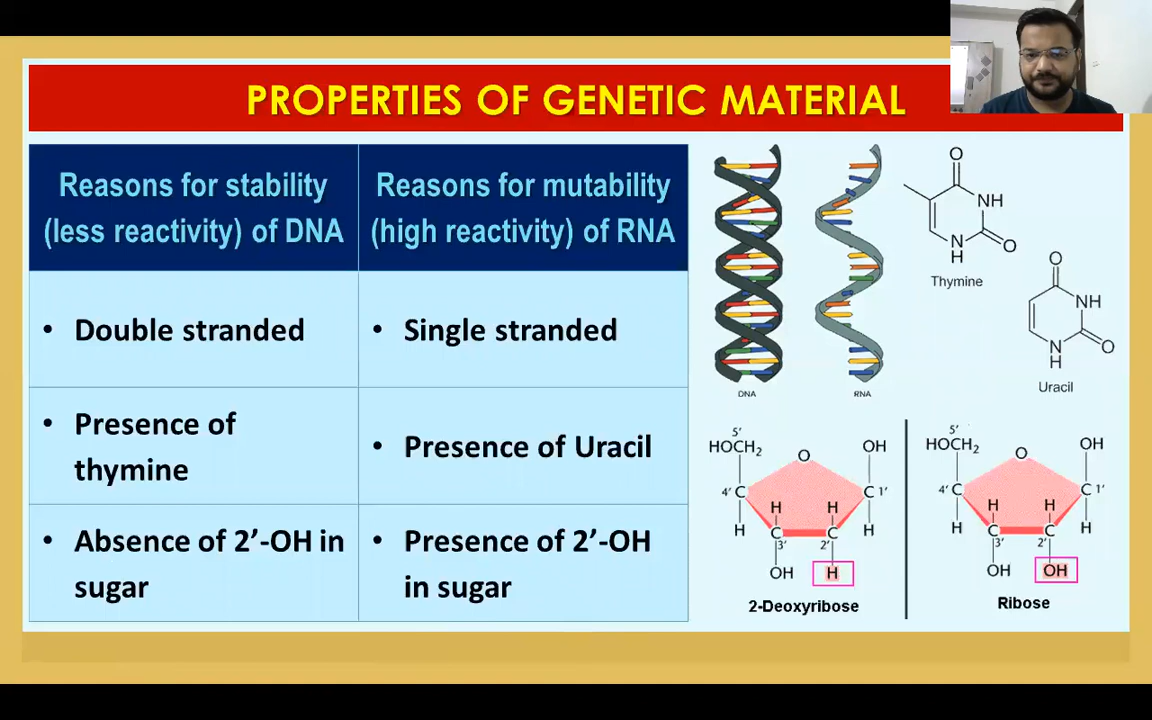 PROPERTIES OF GENETIC MATERIAL
Reasons for stability
(less reactivity) of DNA
Reasons for mutability
(high reactivity) of RNA
• Double stranded
• Single stranded
• Presence of
thymine
• Presence of Uracil
• Absence of 2’-OH in
sugar
• Presence of 2’-OH
in sugar
DNA
RNA
O
NH
N
H
O
Thymine
O
NH
N
H
O
Uracil
5'
HOCH2
O
OH
4' C
C 1'
H
H
H
H
C
C
3'
2'
OH
H
2-Deoxyribose
5'
HOCH2
O
OH
4' C
C 1'
H
H
H
H
C
C
3'
2'
OH
OH
Ribose